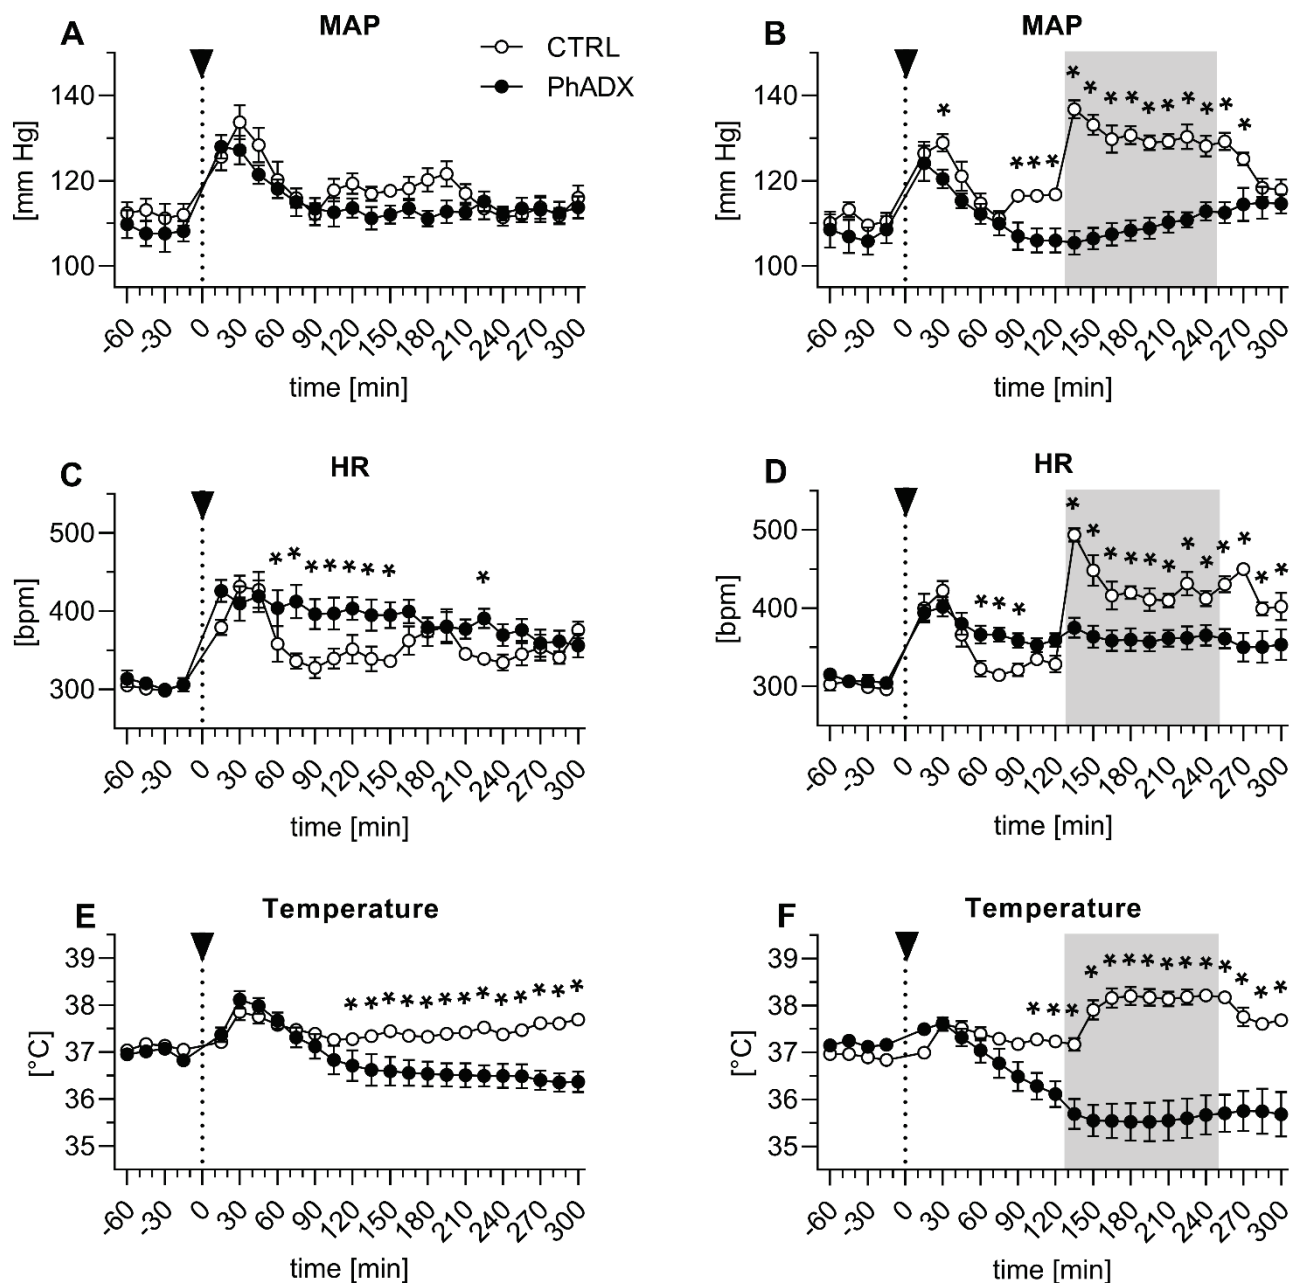 A
MAP
CTRL
PhADX
[mm Hg]
140
120
100
-60 -30 0 30 60 90 120 150 180 210 240 270 300
time [min]
B
MAP
* * * * * * * * * * * * * *
[mm Hg]
140
120
100
-60 -30 0 30 60 90 120 150 180 210 240 270 300
time [min]
C
HR
* * * * * * * *
[bpm]
500
400
300
-60 -30 0 30 60 90 120 150 180 210 240 270 300
time [min]
D
HR
* * * * * * * * * * * * * * *
[bpm]
500
400
300
-60 -30 0 30 60 90 120 150 180 210 240 270 300
time [min]
E
Temperature
* * * * * * * * * * * * *
[°C]
39
38
37
36
35
-60 -30 0 30 60 90 120 150 180 210 240 270 300
time [min]
F
Temperature
* * * * * * * * * * * * * *
[°C]
39
38
37
36
35
-60 -30 0 30 60 90 120 150 180 210 240 270 300
time [min]